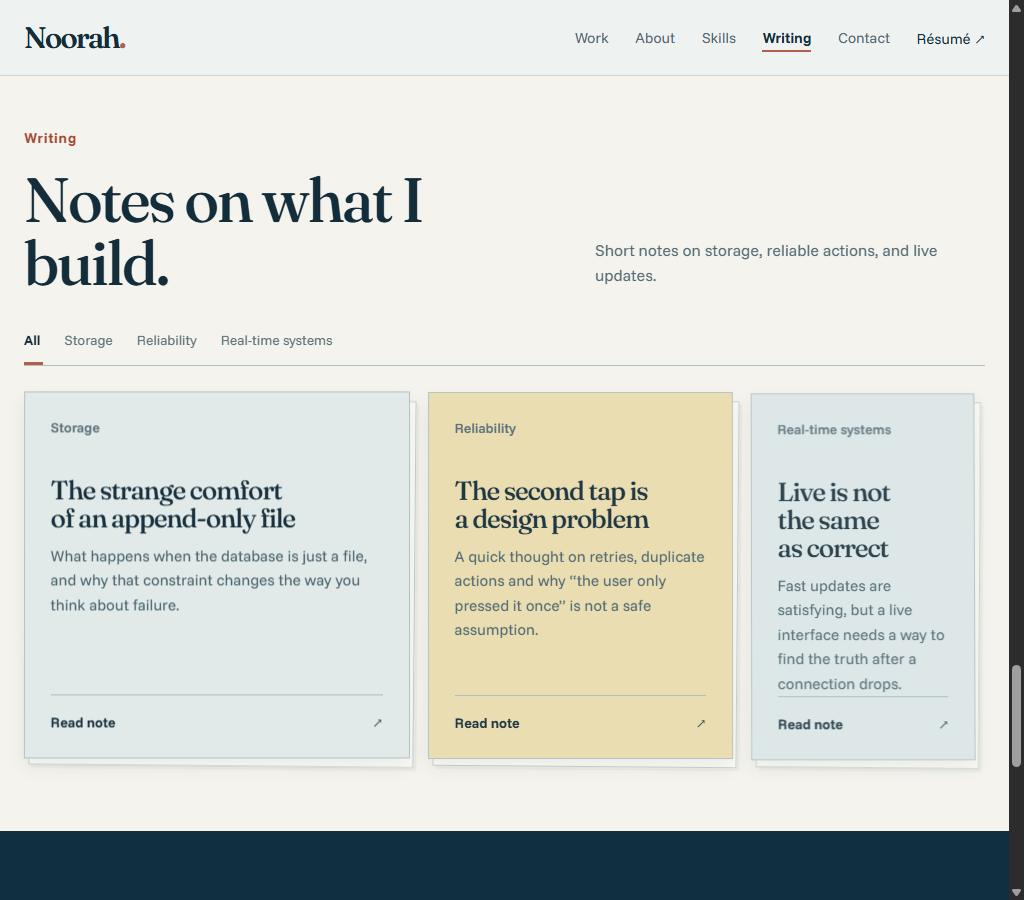 Noorah.
Work
About
Skills
Writing
Contact
Résumé ↗
Writing
Notes on what I
build.
Short notes on storage, reliable actions, and live
updates.
All
Storage
Reliability
Real-time systems
Storage
The strange comfort
of an append-only file
What happens when the database is just a file,
and why that constraint changes the way you
think about failure.
Read note ↗
Reliability
The second tap is
a design problem
A quick thought on retries, duplicate
actions and why “the user only
pressed it once” is not a safe
assumption.
Read note ↗
Real-time systems
Live is not
the same
as correct
Fast updates are
satisfying, but a live
interface needs a way to
find the truth after a
connection drops.
Read note ↗